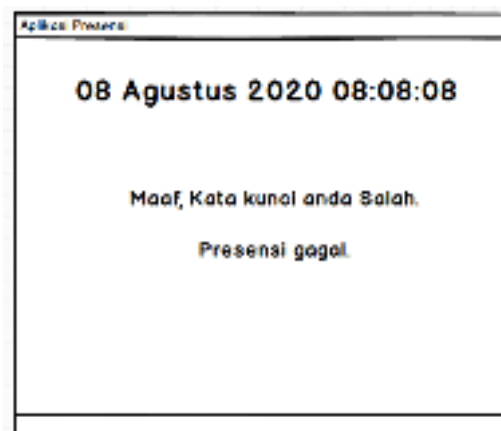 Aplikasi Presensi
08 Agustus 2020 08:08:08
Maaf, Kata kunci anda Salah.
Presensi gagal.